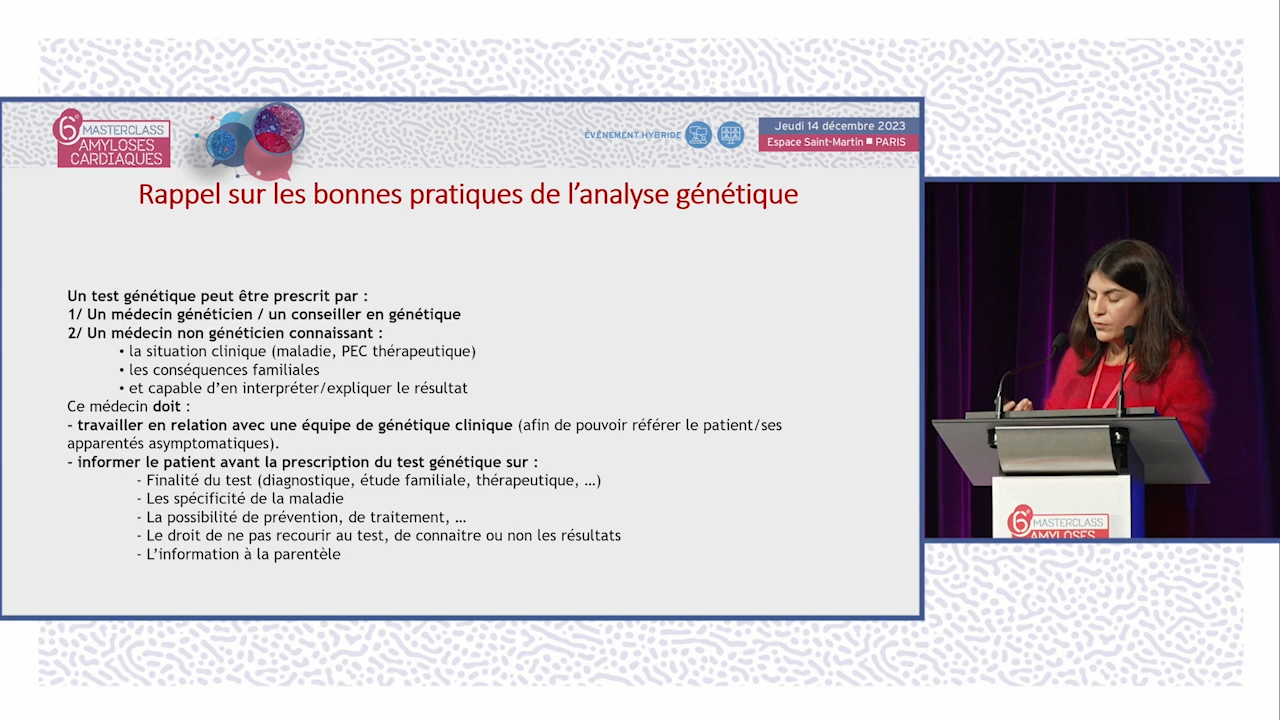 6e MASTERCLASS
AMYLOSES
CARDIAQUES
ÉVÉNEMENT HYBRIDE
Jeudi 14 décembre 2023
Espace Saint-Martin ■ PARIS
Rappel sur les bonnes pratiques de l’analyse génétique
Un test génétique peut être prescrit par :
1/ Un médecin généticien / un conseiller en génétique
2/ Un médecin non généticien connaissant :
• la situation clinique (maladie, PEC thérapeutique)
• les conséquences familiales
• et capable d’en interpréter/expliquer le résultat
Ce médecin doit :
- travailler en relation avec une équipe de génétique clinique (afin de pouvoir référer le patient/ses
apparentés asymptomatiques).
- informer le patient avant la prescription du test génétique sur :
- Finalité du test (diagnostique, étude familiale, thérapeutique, …)
- Les spécificité de la maladie
- La possibilité de prévention, de traitement, …
- Le droit de ne pas recourir au test, de connaitre ou non les résultats
- L’information à la parentèle
6e MASTERCLASS
AMYLOSES